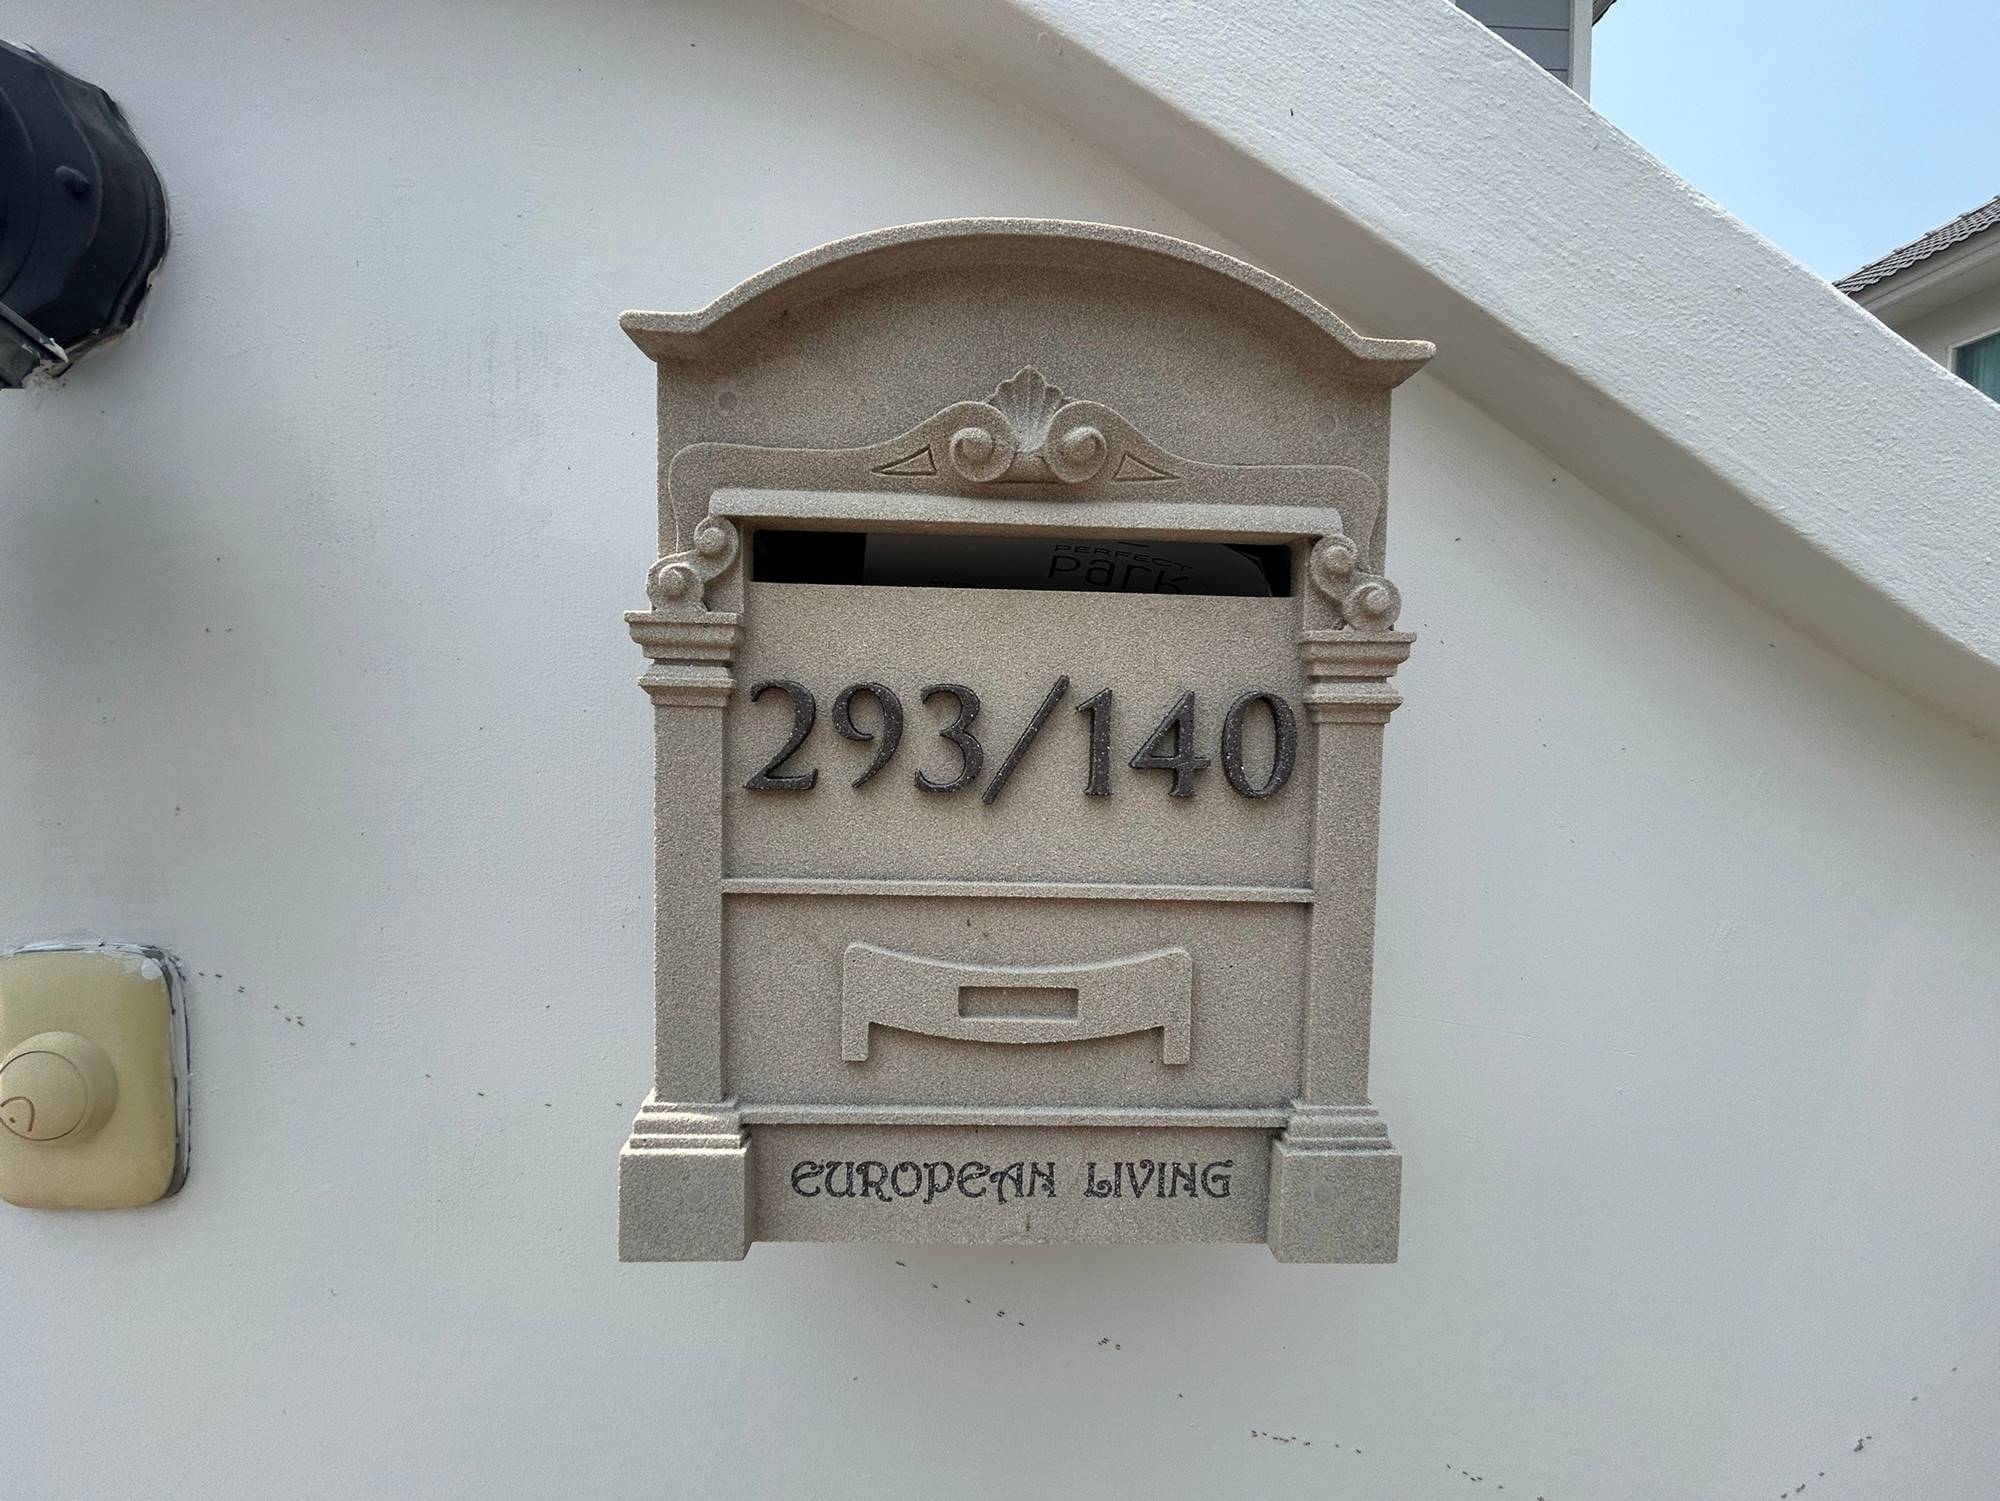 PERFECT
Park
293/140
EUROPEAN LIVING